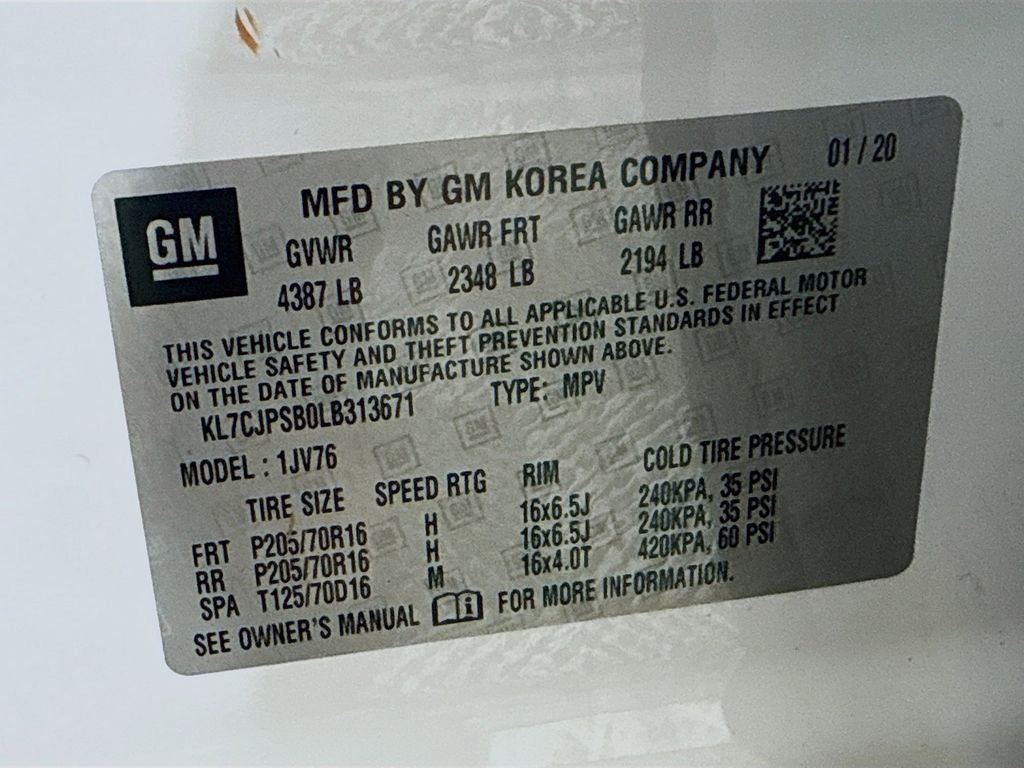 GM
MFD BY GM KOREA COMPANY 01 / 20
GVWR GAWR FRT GAWR RR
4387 LB 2348 LB 2194 LB
THIS VEHICLE CONFORMS TO ALL APPLICABLE U.S. FEDERAL MOTOR
VEHICLE SAFETY AND THEFT PREVENTION STANDARDS IN EFFECT
ON THE DATE OF MANUFACTURE SHOWN ABOVE.
KL7CJPSB0LB313671 TYPE: MPV
MODEL : 1JV76
TIRE SIZE SPEED RTG RIM COLD TIRE PRESSURE
FRT P205/70R16 H 16x6.5J 240KPA, 35 PSI
RR P205/70R16 H 16x6.5J 240KPA, 35 PSI
SPA T125/70D16 M 16x4.0T 420KPA, 60 PSI
SEE OWNER'S MANUAL FOR MORE INFORMATION.